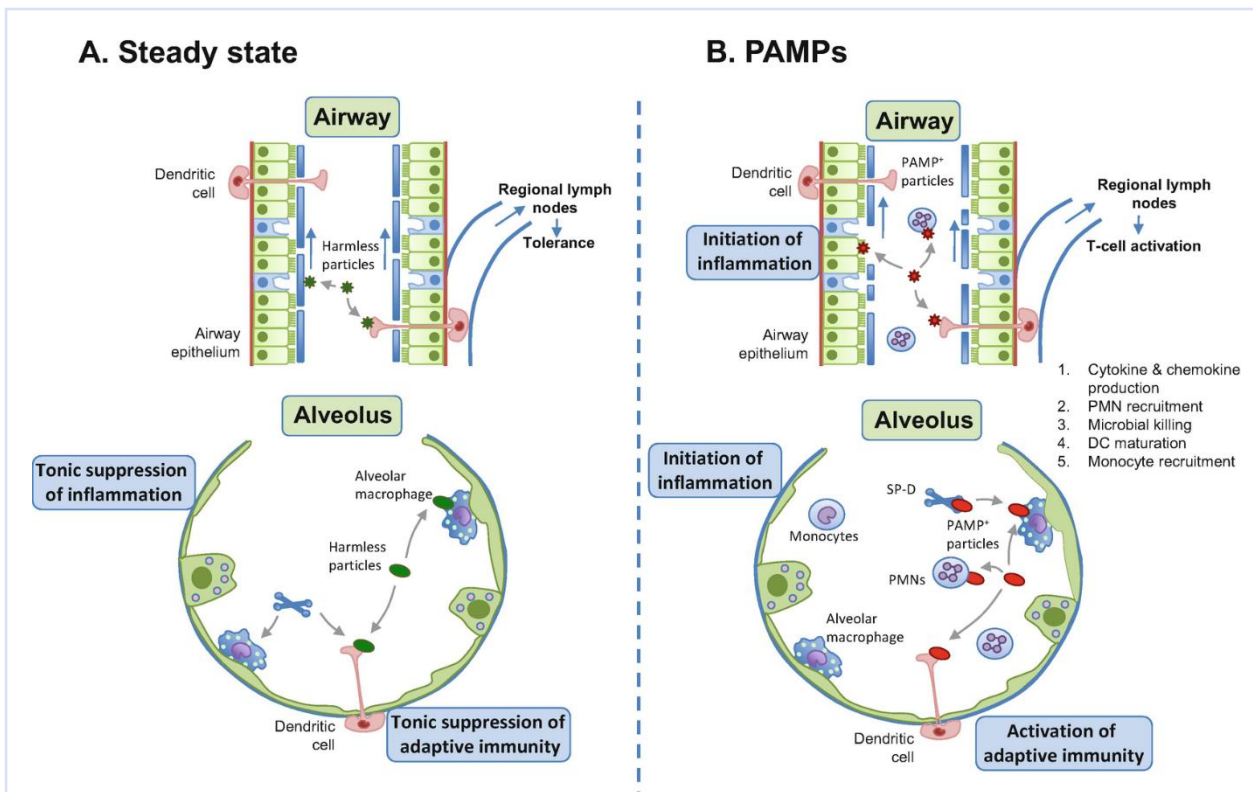 A. Steady state
Airway
Dendritic
cell
Harmless
particles
Regional lymph
nodes
Tolerance
Airway
epithelium
Alveolus
Tonic suppression
of inflammation
Alveolar
macrophage
Harmless
particles
Dendritic
cell
Tonic suppression of
adaptive immunity
B. PAMPs
Airway
Dendritic
cell
PAMP⁺
particles
Regional lymph
nodes
T-cell activation
Initiation of
inflammation
Airway
epithelium
1. Cytokine & chemokine
production
2. PMN recruitment
3. Microbial killing
4. DC maturation
5. Monocyte recruitment
Alveolus
Initiation of
inflammation
SP-D
Monocytes
PAMP⁺
particles
PMNs
Alveolar
macrophage
Dendritic
cell
Activation of
adaptive immunity